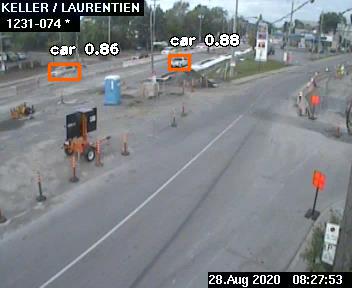 KELLER / LAURENTIEN
1231-074 *
car 0.86
car 0.88
28.Aug 2020 08:27:53